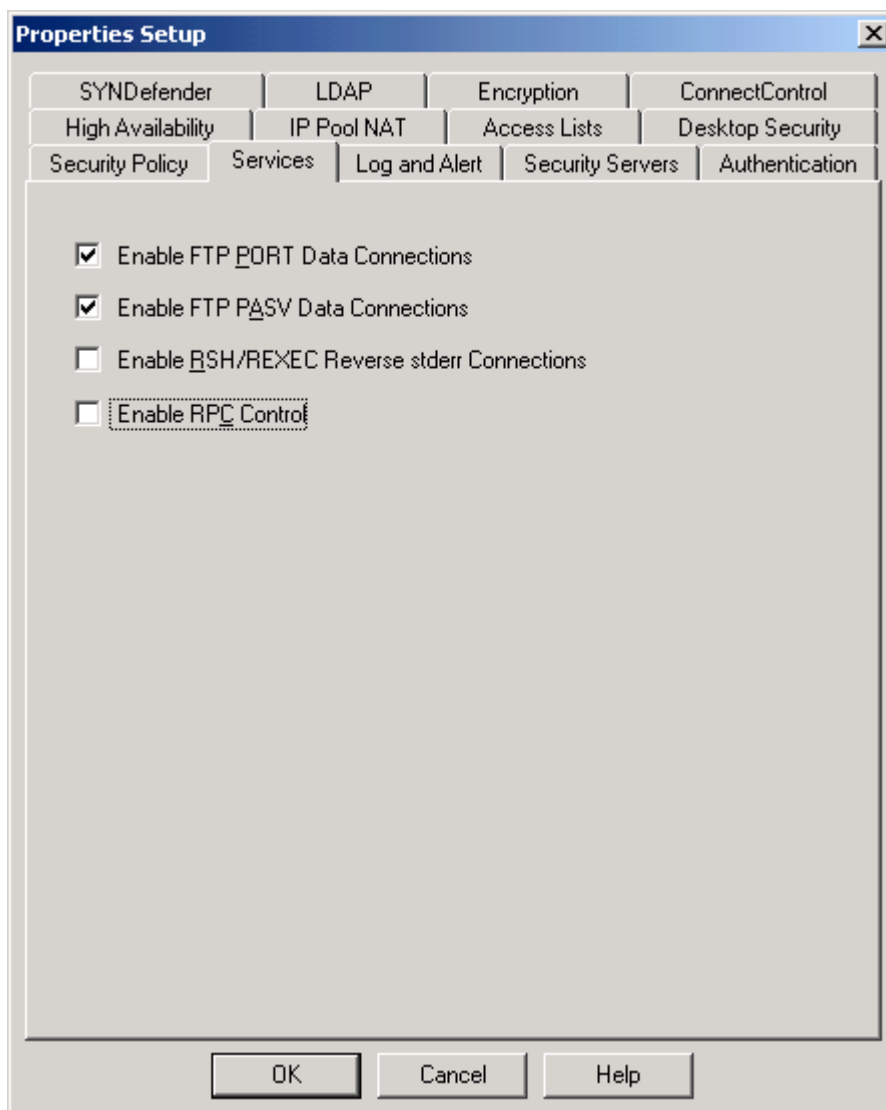 Properties Setup
SYNDefender LDAP Encryption ConnectControl
High Availability IP Pool NAT Access Lists Desktop Security
Security Policy Services Log and Alert Security Servers Authentication
Enable FTP PORT Data Connections
Enable FTP PASV Data Connections
Enable RSH/REXEC Reverse stderr Connections
Enable RPC Control
OK Cancel Help